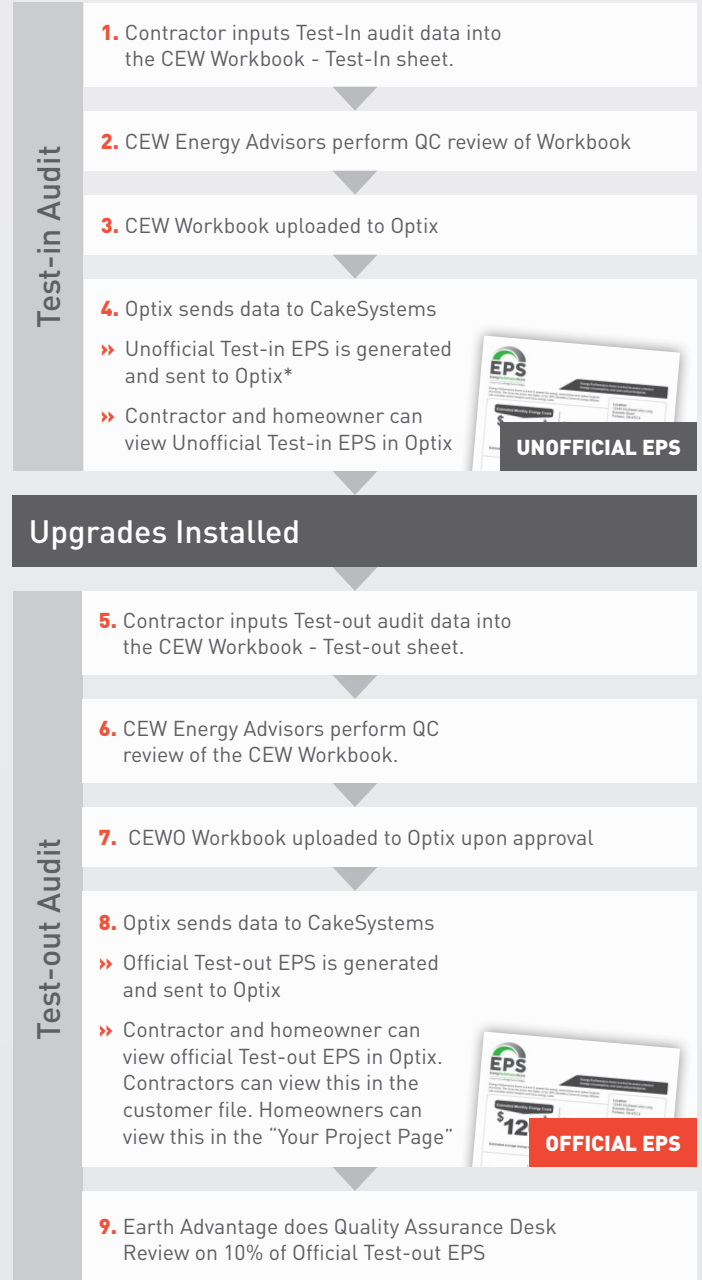 Test-in Audit
1. Contractor inputs Test-In audit data into
the CEW Workbook - Test-In sheet.
2. CEW Energy Advisors perform QC review of Workbook
3. CEW Workbook uploaded to Optix
4. Optix sends data to CakeSystems
» Unofficial Test-in EPS is generated
and sent to Optix*
» Contractor and homeowner can
view Unofficial Test-in EPS in Optix
EPS
Estimated Monthly Energy Costs
$
UNOFFICIAL EPS
Upgrades Installed
Test-out Audit
5. Contractor inputs Test-out audit data into
the CEW Workbook - Test-out sheet.
6. CEW Energy Advisors perform QC
review of the CEW Workbook.
7. CEWO Workbook uploaded to Optix upon approval
8. Optix sends data to CakeSystems
» Official Test-out EPS is generated
and sent to Optix
» Contractor and homeowner can
view official Test-out EPS in Optix.
Contractors can view this in the
customer file. Homeowners can
view this in the “Your Project Page”
EPS
Estimated Monthly Energy Costs
$12
OFFICIAL EPS
9. Earth Advantage does Quality Assurance Desk
Review on 10% of Official Test-out EPS